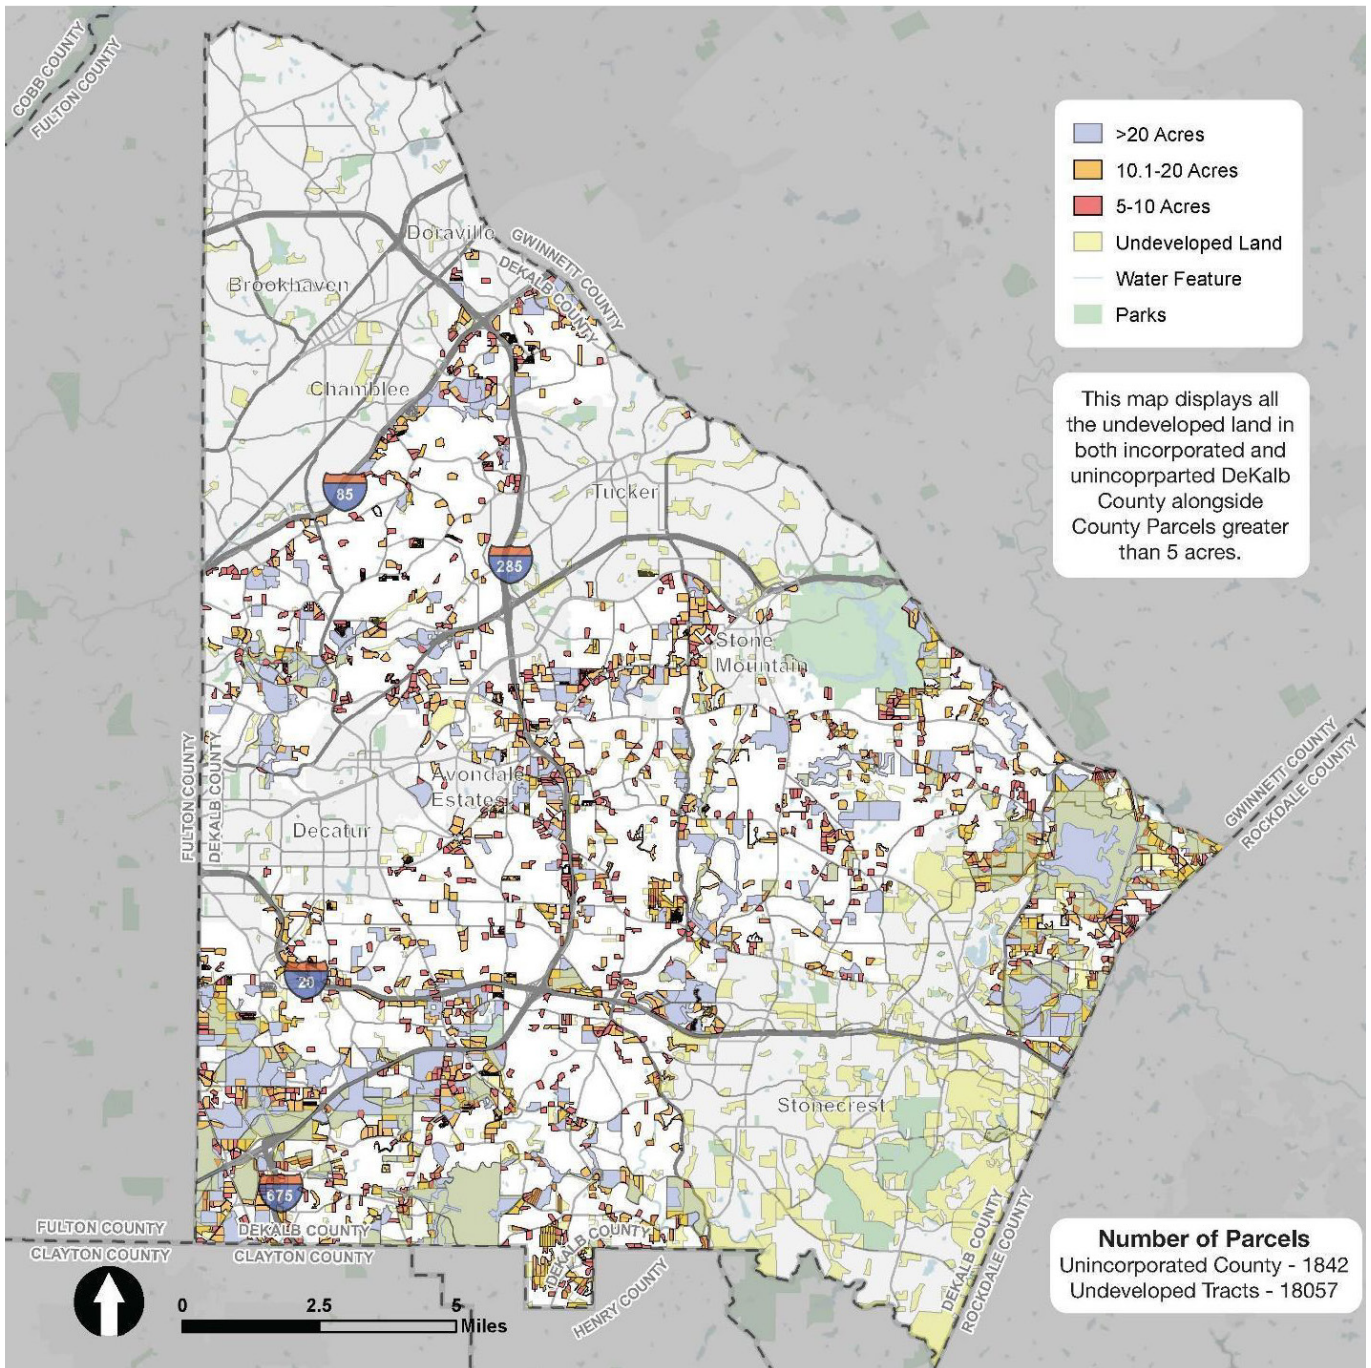 COBB COUNTY
FULTON COUNTY
>20 Acres
10.1-20 Acres
5-10 Acres
Undeveloped Land
Water Feature
Parks
This map displays all
the undeveloped land in
both incorporated and
unincoprparted DeKalb
County alongside
County Parcels greater
than 5 acres.
Doraville
GWINNETT COUNTY
DEKALB COUNTY
Brookhaven
Chamblee
85
Tucker
285
Stone
Mountain
FULTON COUNTY
DEKALB COUNTY
Avondale
Estates
Decatur
GWINNETT COUNTY
ROCKDALE COUNTY
20
Stonecrest
675
FULTON COUNTY
CLAYTON COUNTY
DEKALB COUNTY
CLAYTON COUNTY
DEKALB COUNTY
HENRY COUNTY
DEKALB COUNTY
ROCKDALE COUNTY
Number of Parcels
Unincorporated County - 1842
Undeveloped Tracts - 18057
0 2.5 5
Miles